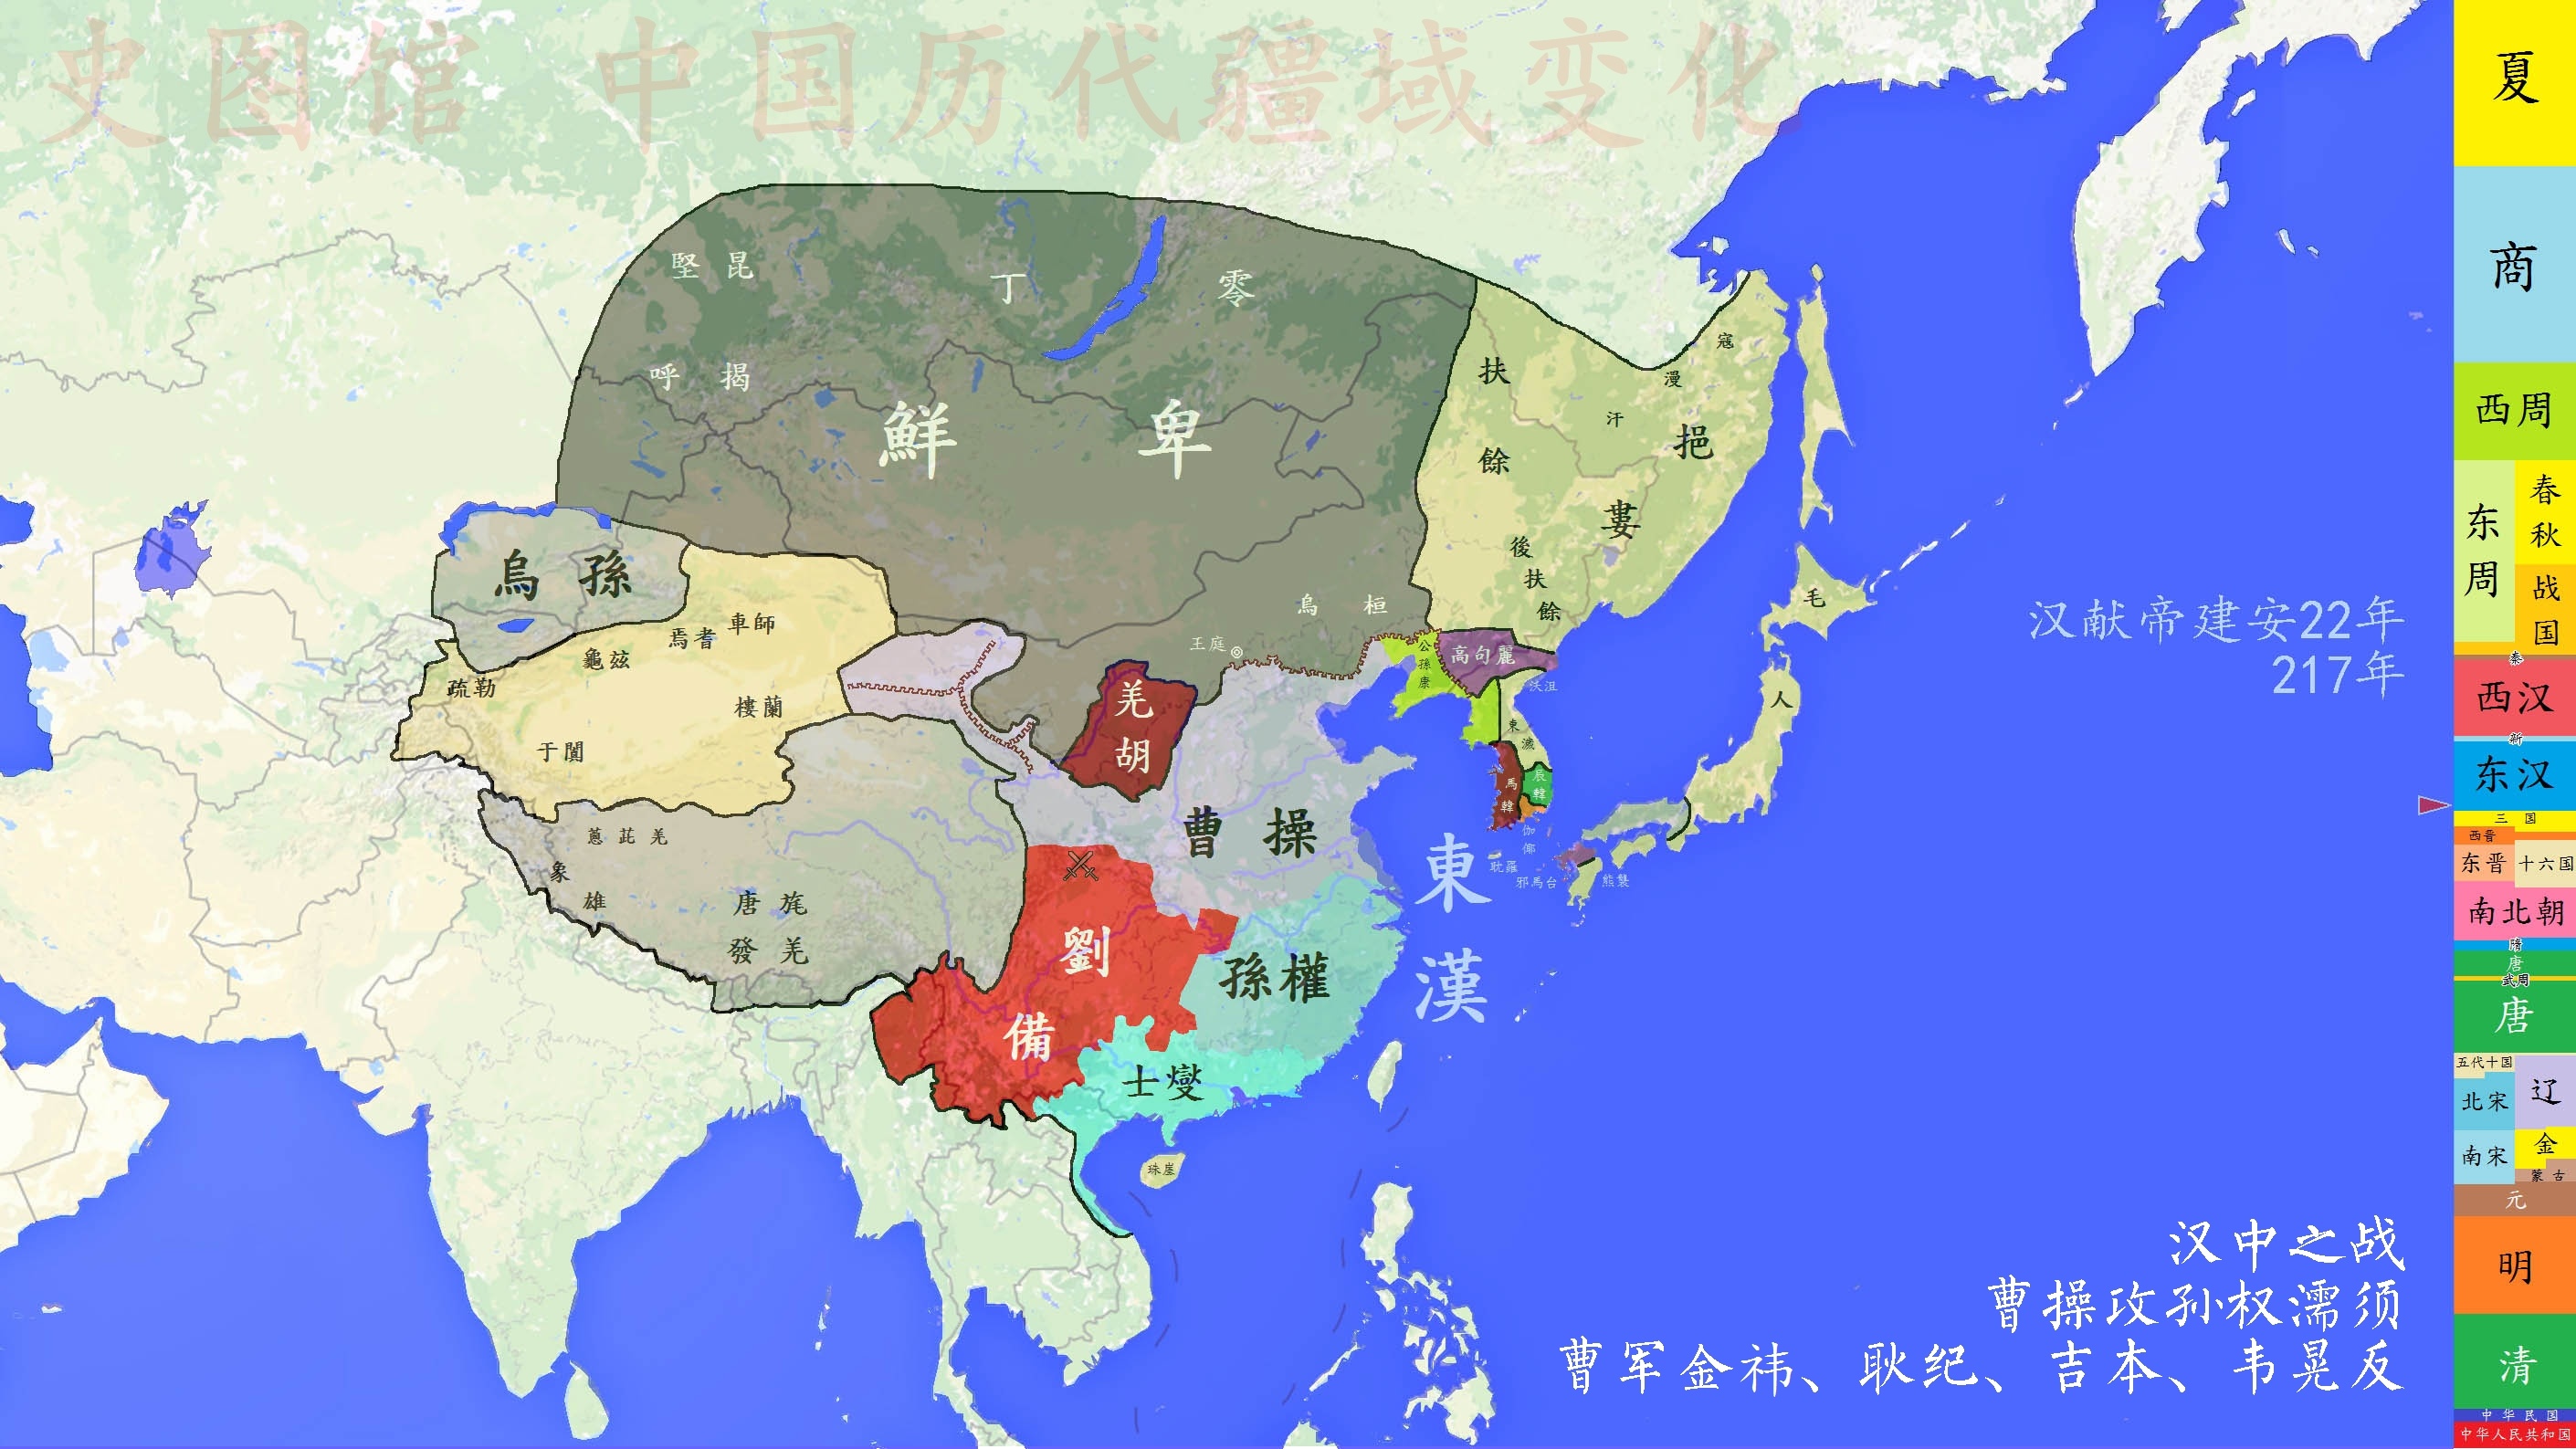 史图馆 中国历代疆域变化
堅昆
丁零
呼揭
鮮卑
扶餘
寇漫汗
挹婁
後扶餘
烏孫
車師
焉耆
龜玆
疏勒
樓蘭
于闐
烏桓
王庭
公孫康
高句麗
沃沮
東濊
馬韓
辰韓
伽倻
耽羅
邪馬台
熊襲
毛人
羌胡
曹操
蔥茈羌
象雄
唐旄
發羌
劉備
孫權
士燮
東漢
珠崖
汉献帝建安22年
217年
汉中之战
曹操攻孙权濡须
曹军金祎、耿纪、吉本、韦晃反
夏
商
西周
东周
春秋
战国
秦
西汉
新
东汉
三国
西晋
东晋
十六国
南北朝
隋
唐
武周
唐
五代十国
辽
北宋
金
南宋
蒙古
元
明
清
中华民国
中华人民共和国